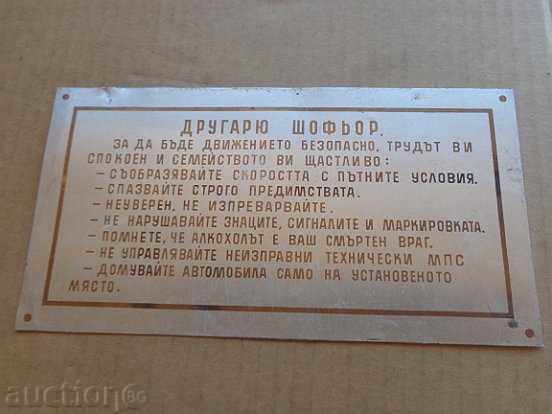 ДРУГАРЮ ШОФЬОР,
ЗА ДА БЪДЕ ДВИЖЕНИЕТО БЕЗОПАСНО, ТРУДЪТ ВИ
СПОКОЕН И СЕМЕЙСТВОТО ВИ ЩАСТЛИВО:
– СЪОБРАЗЯВАЙТЕ СКОРОСТТА С ПЪТНИТЕ УСЛОВИЯ.
– СПАЗВАЙТЕ СТРОГО ПРЕДИМСТВАТА.
– НЕУВЕРЕН, НЕ ИЗПРЕВАРВАЙТЕ.
– НЕ НАРУШАВАЙТЕ ЗНАЦИТЕ, СИГНАЛИТЕ И МАРКИРОВКАТА.
– ПОМНЕТЕ, ЧЕ АЛКОХОЛЪТ Е ВАШ СМЪРТЕН ВРАГ.
– НЕ УПРАВЛЯВАЙТЕ НЕИЗПРАВНИ ТЕХНИЧЕСКИ МПС
– ДОМУВАЙТЕ АВТОМОБИЛА САМО НА УСТАНОВЕНОТО
МЯСТО.
auction.BG